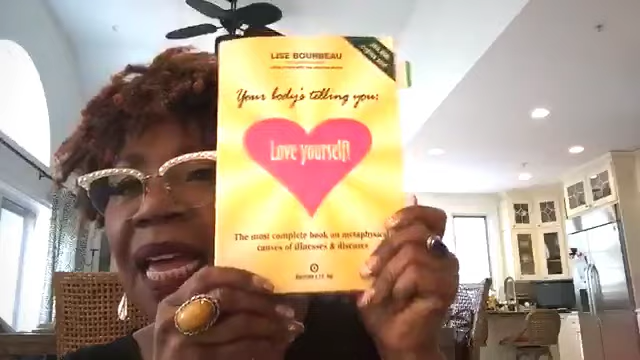 LISE BOURBEAU
Your body's telling you:
Love yourself!
The most complete book on metaphysical
causes of illnesses & diseases